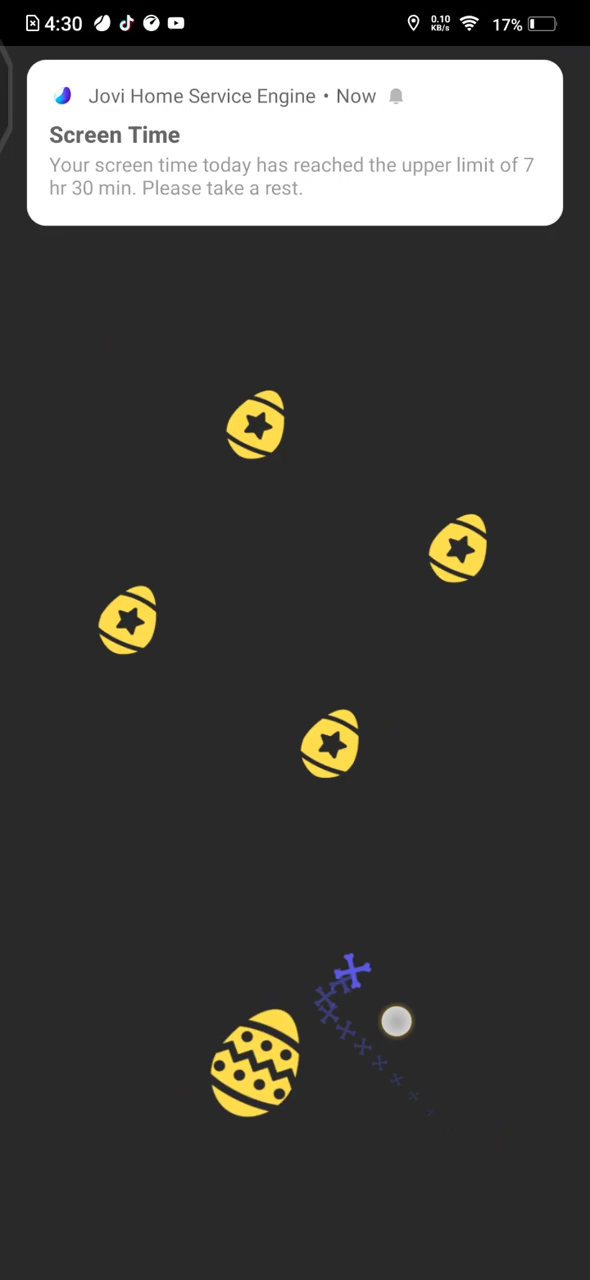 4:30
0.10
KB/s
17%
Jovi Home Service Engine • Now
Screen Time
Your screen time today has reached the upper limit of 7
hr 30 min. Please take a rest.